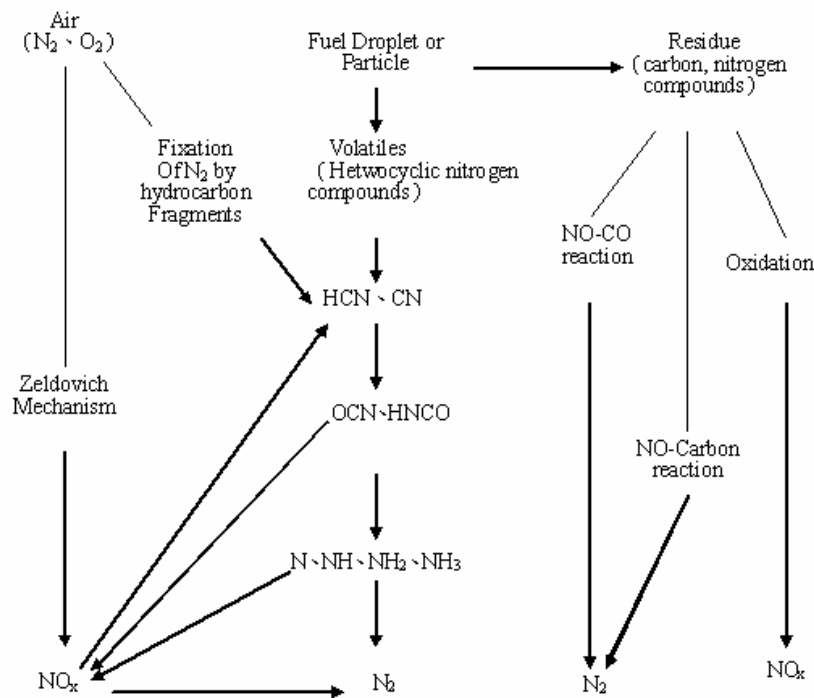 Air
(N₂、O₂)
Fuel Droplet or
Particle
Residue
(carbon, nitrogen
compounds)
Fixation
Of N₂ by
hydrocarbon
Fragments
Volatiles
(Hetwocyclic nitrogen
compounds)
NO-CO
reaction
Oxidation
HCN、CN
Zeldovich
Mechanism
OCN、HNCO
NO-Carbon
reaction
N、NH、NH₂、NH₃
NOₓ
N₂
N₂
NOₓ